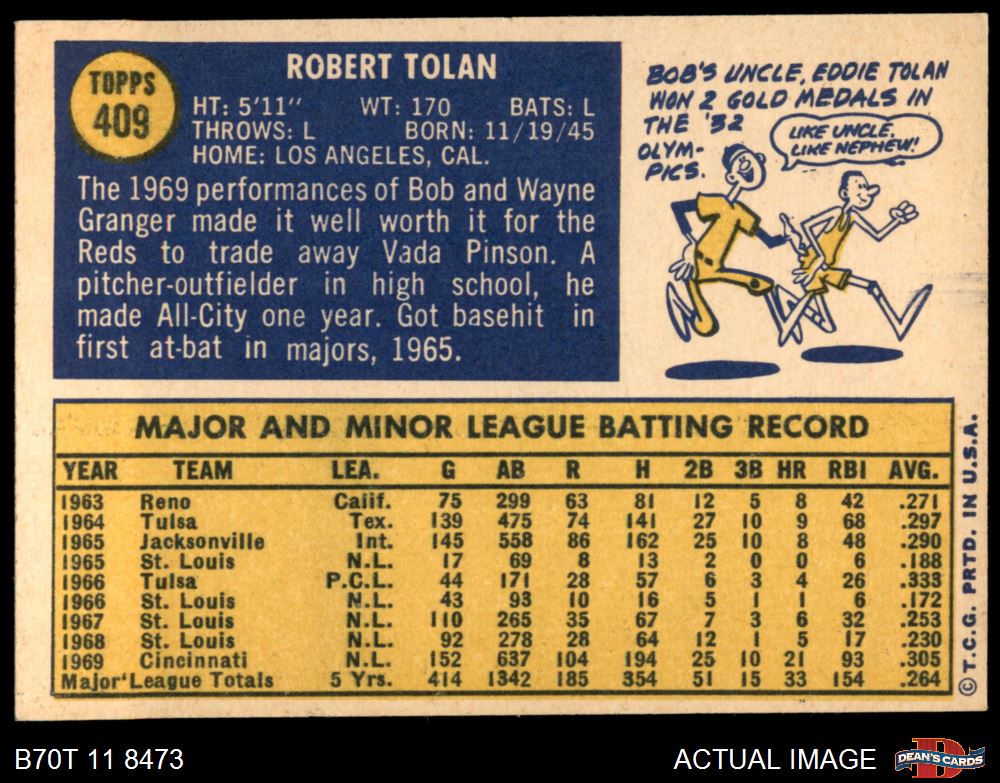 TOPPS
409
ROBERT TOLAN
HT: 5'11" WT: 170 BATS: L
THROWS: L BORN: 11/19/45
HOME: LOS ANGELES, CAL.
The 1969 performances of Bob and Wayne
Granger made it well worth it for the
Reds to trade away Vada Pinson. A
pitcher-outfielder in high school, he
made All-City one year. Got basehit in
first at-bat in majors, 1965.
BOB'S UNCLE, EDDIE TOLAN
WON 2 GOLD MEDALS IN
THE '32
OLYM-
PICS.
LIKE UNCLE,
LIKE NEPHEW!
MAJOR AND MINOR LEAGUE BATTING RECORD
YEAR TEAM LEA. G AB R H 2B 3B HR RBI AVG.
1963 Reno Calif. 75 299 63 81 12 5 8 42 .271
1964 Tulsa Tex. 139 475 74 141 27 10 9 68 .297
1965 Jacksonville Int. 145 558 86 162 25 10 8 48 .290
1965 St. Louis N.L. 17 69 8 13 2 0 0 6 .188
1966 Tulsa P.C.L. 44 171 28 57 6 3 4 26 .333
1966 St. Louis N.L. 43 93 10 16 5 1 1 6 .172
1967 St. Louis N.L. 110 265 35 67 7 3 6 32 .253
1968 St. Louis N.L. 92 278 28 64 12 1 5 17 .230
1969 Cincinnati N.L. 152 637 104 194 25 10 21 93 .305
Major League Totals 5 Yrs. 414 1342 185 354 51 15 33 154 .264
© T.C.G. PRTD. IN U.S.A.
B70T 11 8473
ACTUAL IMAGE
DEAN'S CARDS